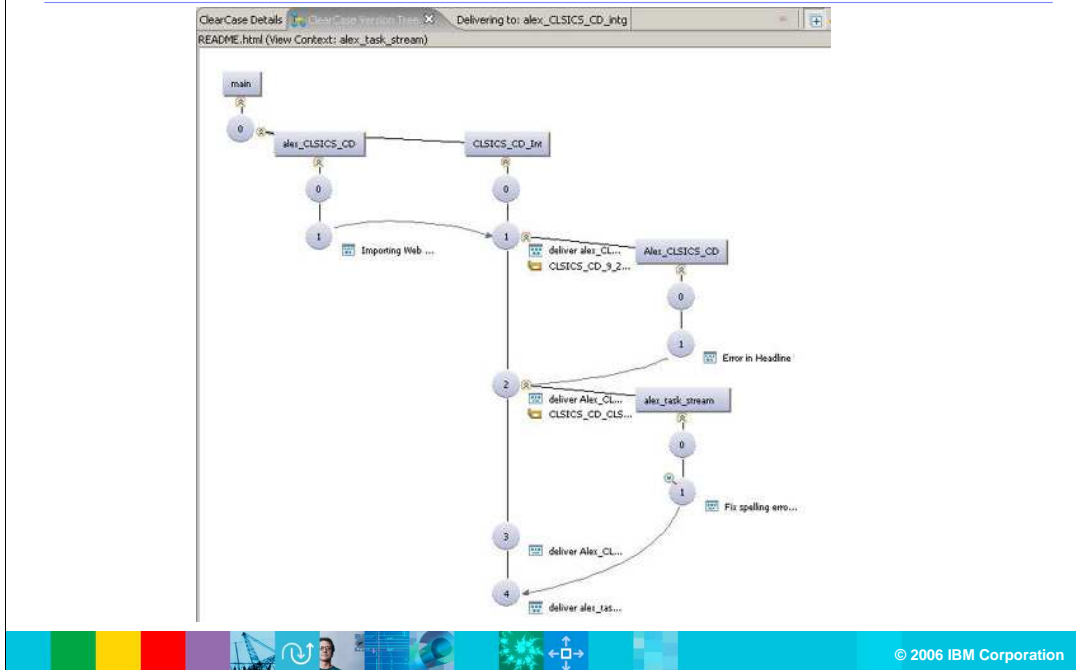 ClearCase Details ClearCase Version Tree Delivering to: alex_CLSICS_CD_intg
README.html (View Context: alex_task_stream)
main
0
alex_CLSICS_CD
CLSICS_CD_Int
0
0
1
Importing Web ...
1
deliver alex_CL...
CLSICS_CD_9_2...
Alex_CLSICS_CD
0
1
Error in Headline
2
deliver Alex_CL...
CLSICS_CD_CLS...
alex_task_stream
0
1
Fix spelling erro...
3
deliver Alex_CL...
4
deliver alex_tas...
© 2006 IBM Corporation